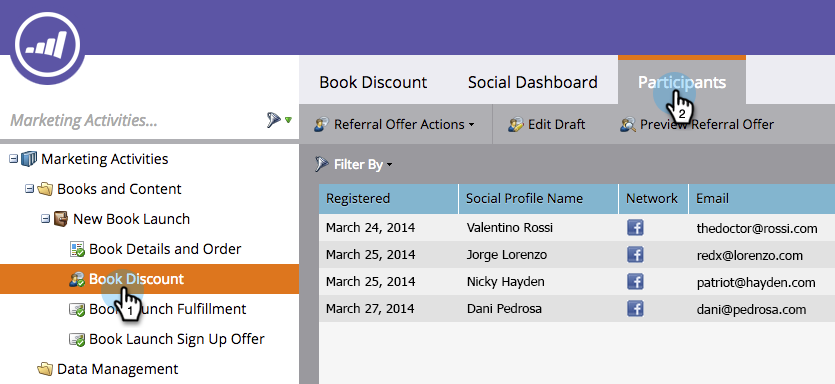 Book Discount Social Dashboard Participants
Marketing Activities...
Referral Offer Actions Edit Draft Preview Referral Offer
Filter By
Marketing Activities
Books and Content
New Book Launch
Book Details and Order
Book Discount
Book Launch Fulfillment
Book Launch Sign Up Offer
Data Management
1
2
Registered Social Profile Name Network Email
March 24, 2014 Valentino Rossi f thedoctor@rossi.com
March 25, 2014 Jorge Lorenzo f redx@lorenzo.com
March 25, 2014 Nicky Hayden f patriot@hayden.com
March 27, 2014 Dani Pedrosa f dani@pedrosa.com